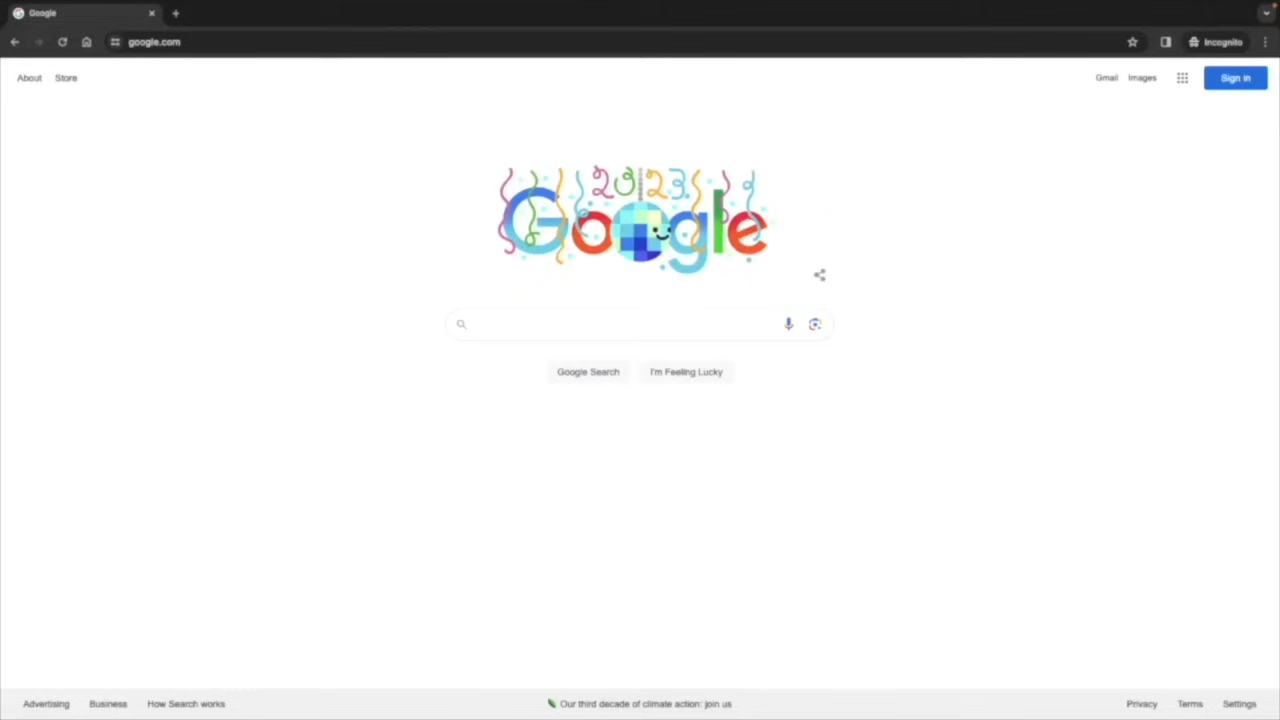 Google
google.com
Incognito
About Store
Gmail Images Sign in
2023
Google
Google Search
I'm Feeling Lucky
Advertising Business How Search works
Our third decade of climate action: join us
Privacy Terms Settings